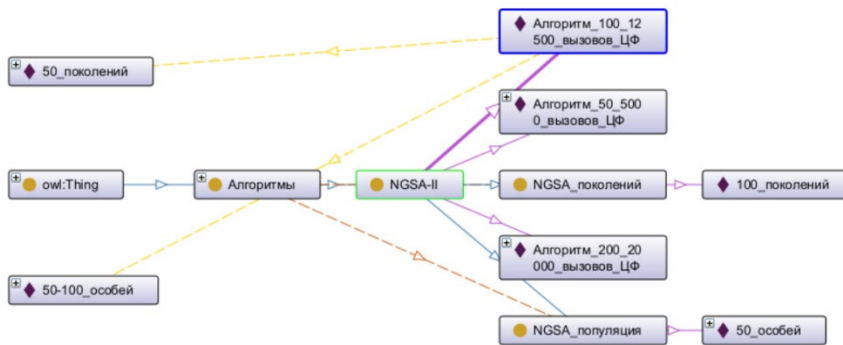 Алгоритм_100_12
500_вызовов_ЦФ
50_поколений
Алгоритм_50_500
0_вызовов_ЦФ
owl:Thing
Алгоритмы
NGSA-II
NGSA_поколений
100_поколений
Алгоритм_200_20
000_вызовов_ЦФ
50-100_особей
NGSA_популяция
50_особей